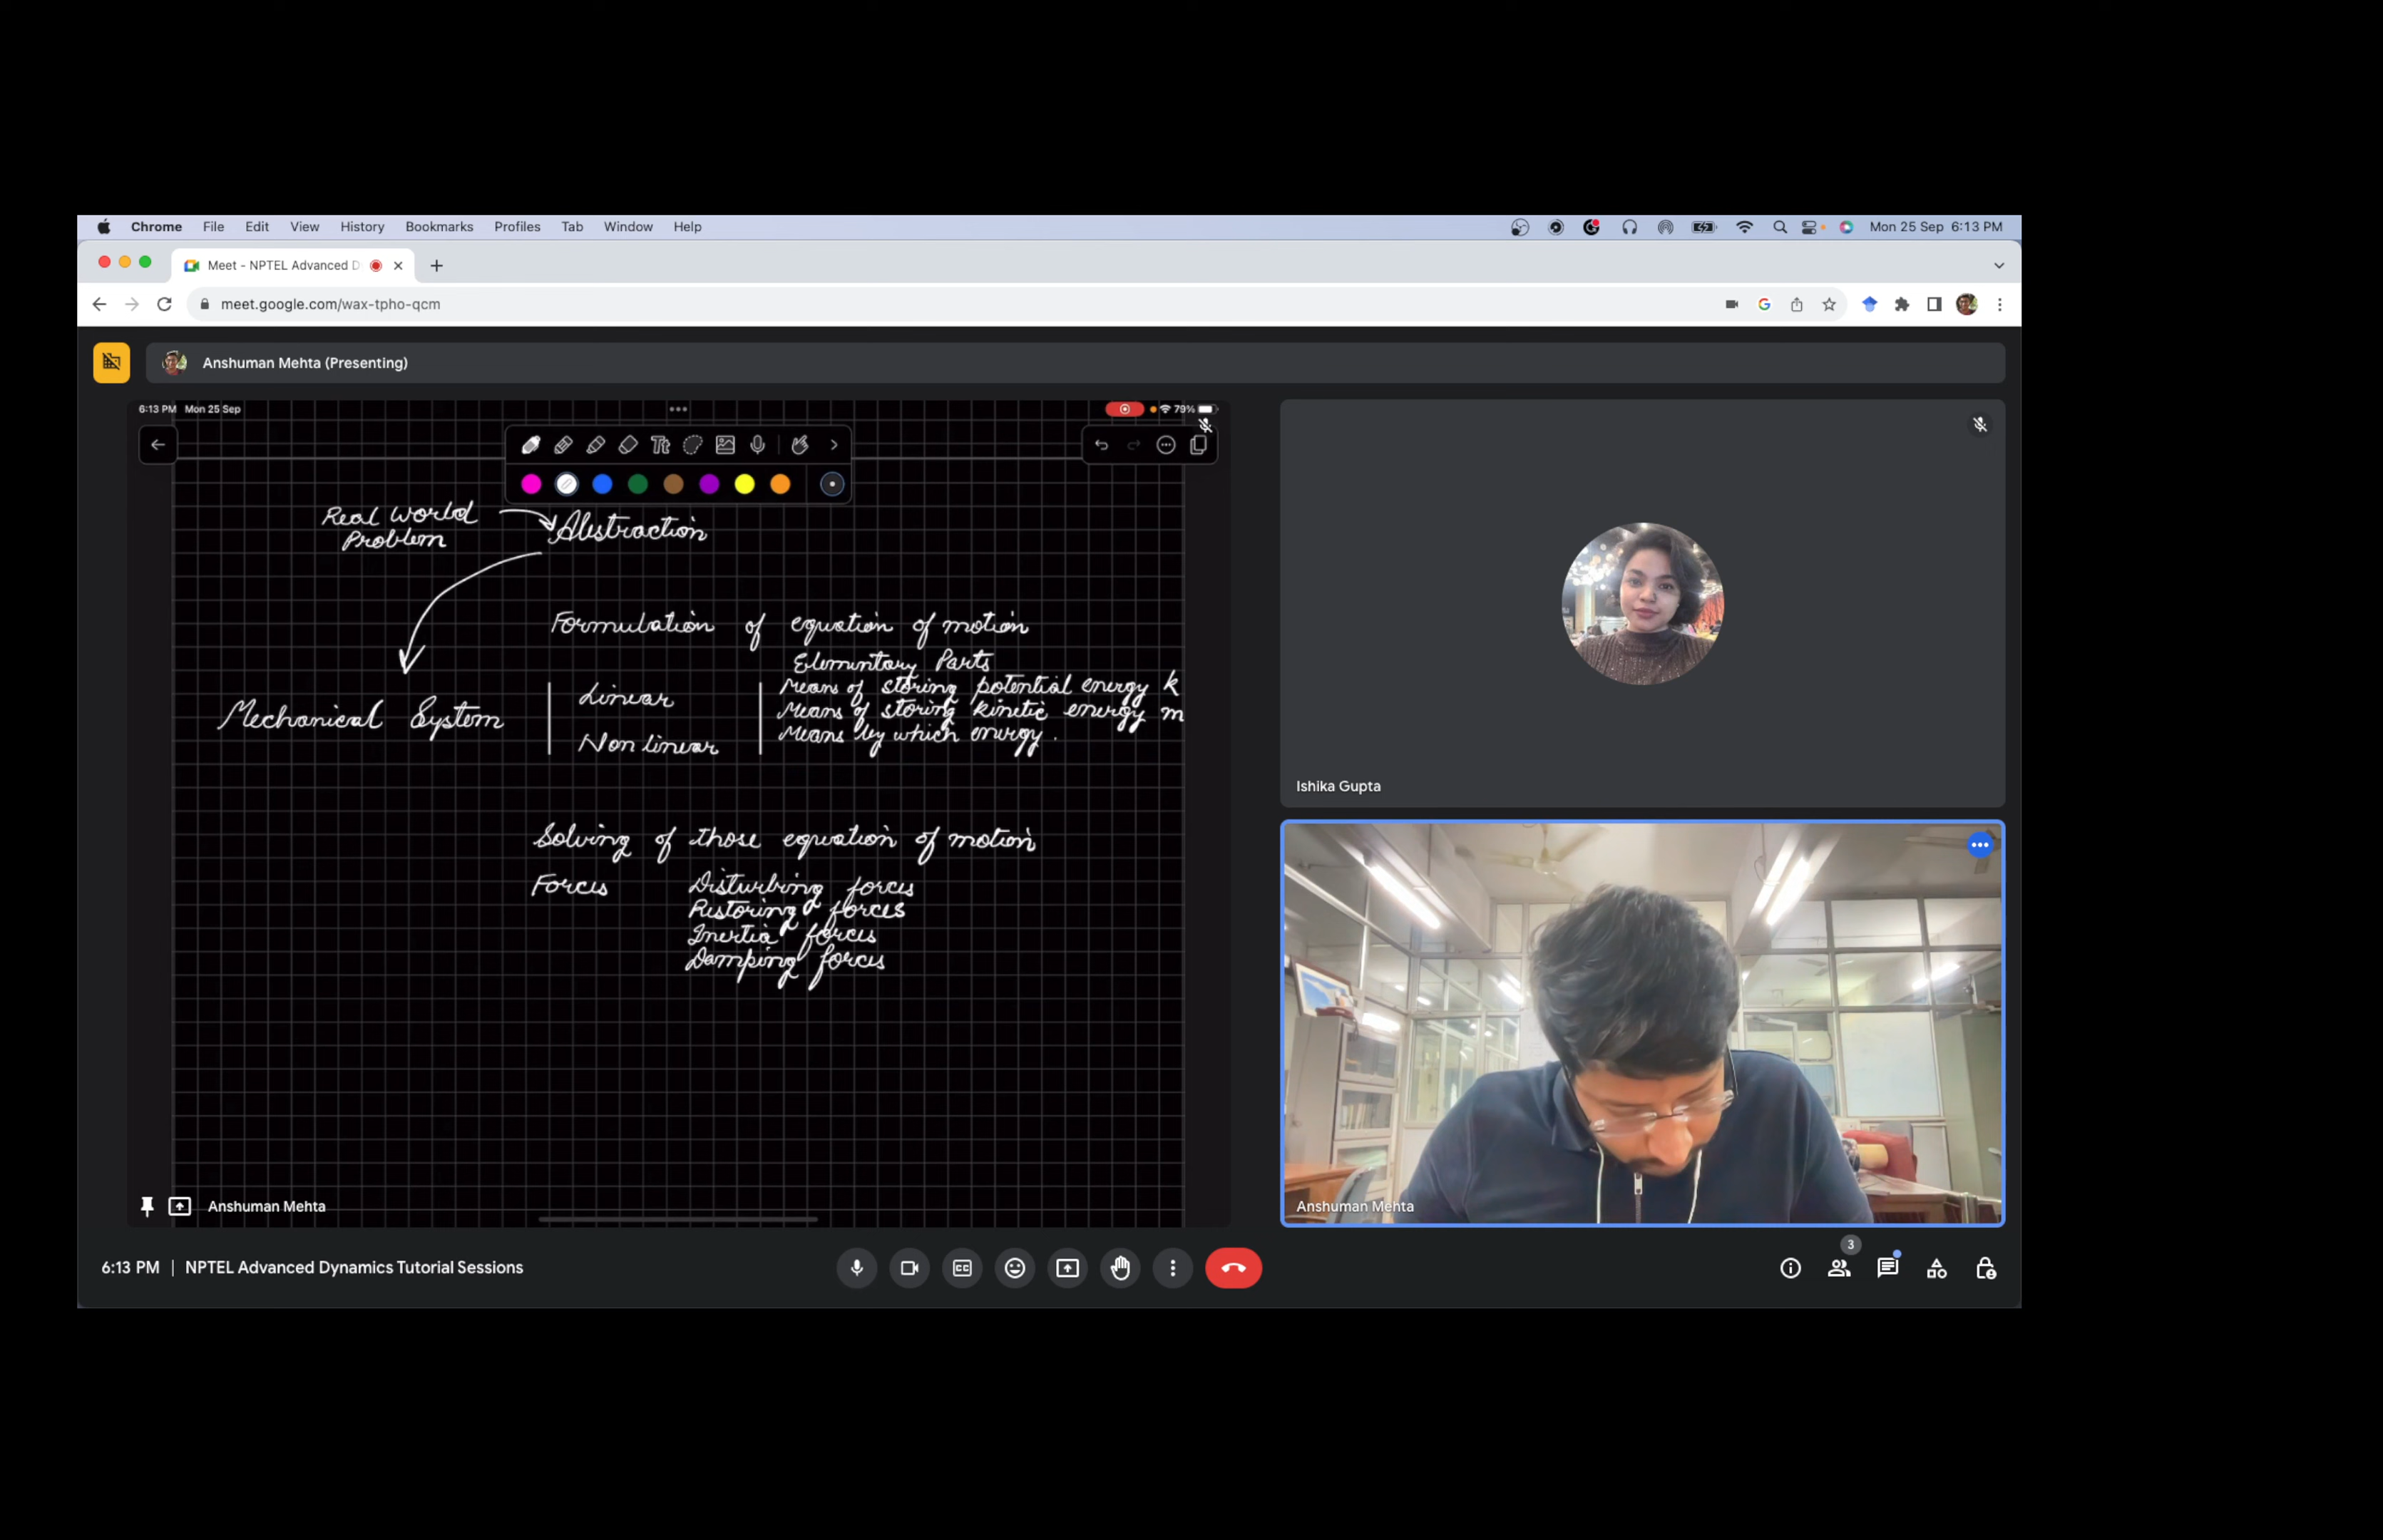 Chrome File Edit View History Bookmarks Profiles Tab Window Help Mon 25 Sep 6:13 PM
Meet - NPTEL Advanced D
meet.google.com/wax-tpho-qcm
Anshuman Mehta (Presenting)
6:13 PM Mon 25 Sep 79%
Real World
Problem
Abstraction
Formulation of equation of motion
Elementary Parts
Mechanical System
Linear
Non linear
Means of storing potential energy k
Means of storing kinetic energy m
Means by which energy.
Solving of those equation of motion
Forces
Disturbing forces
Restoring forces
Inertia forces
Damping forces
Anshuman Mehta
Ishika Gupta
Anshuman Mehta
6:13 PM | NPTEL Advanced Dynamics Tutorial Sessions
3